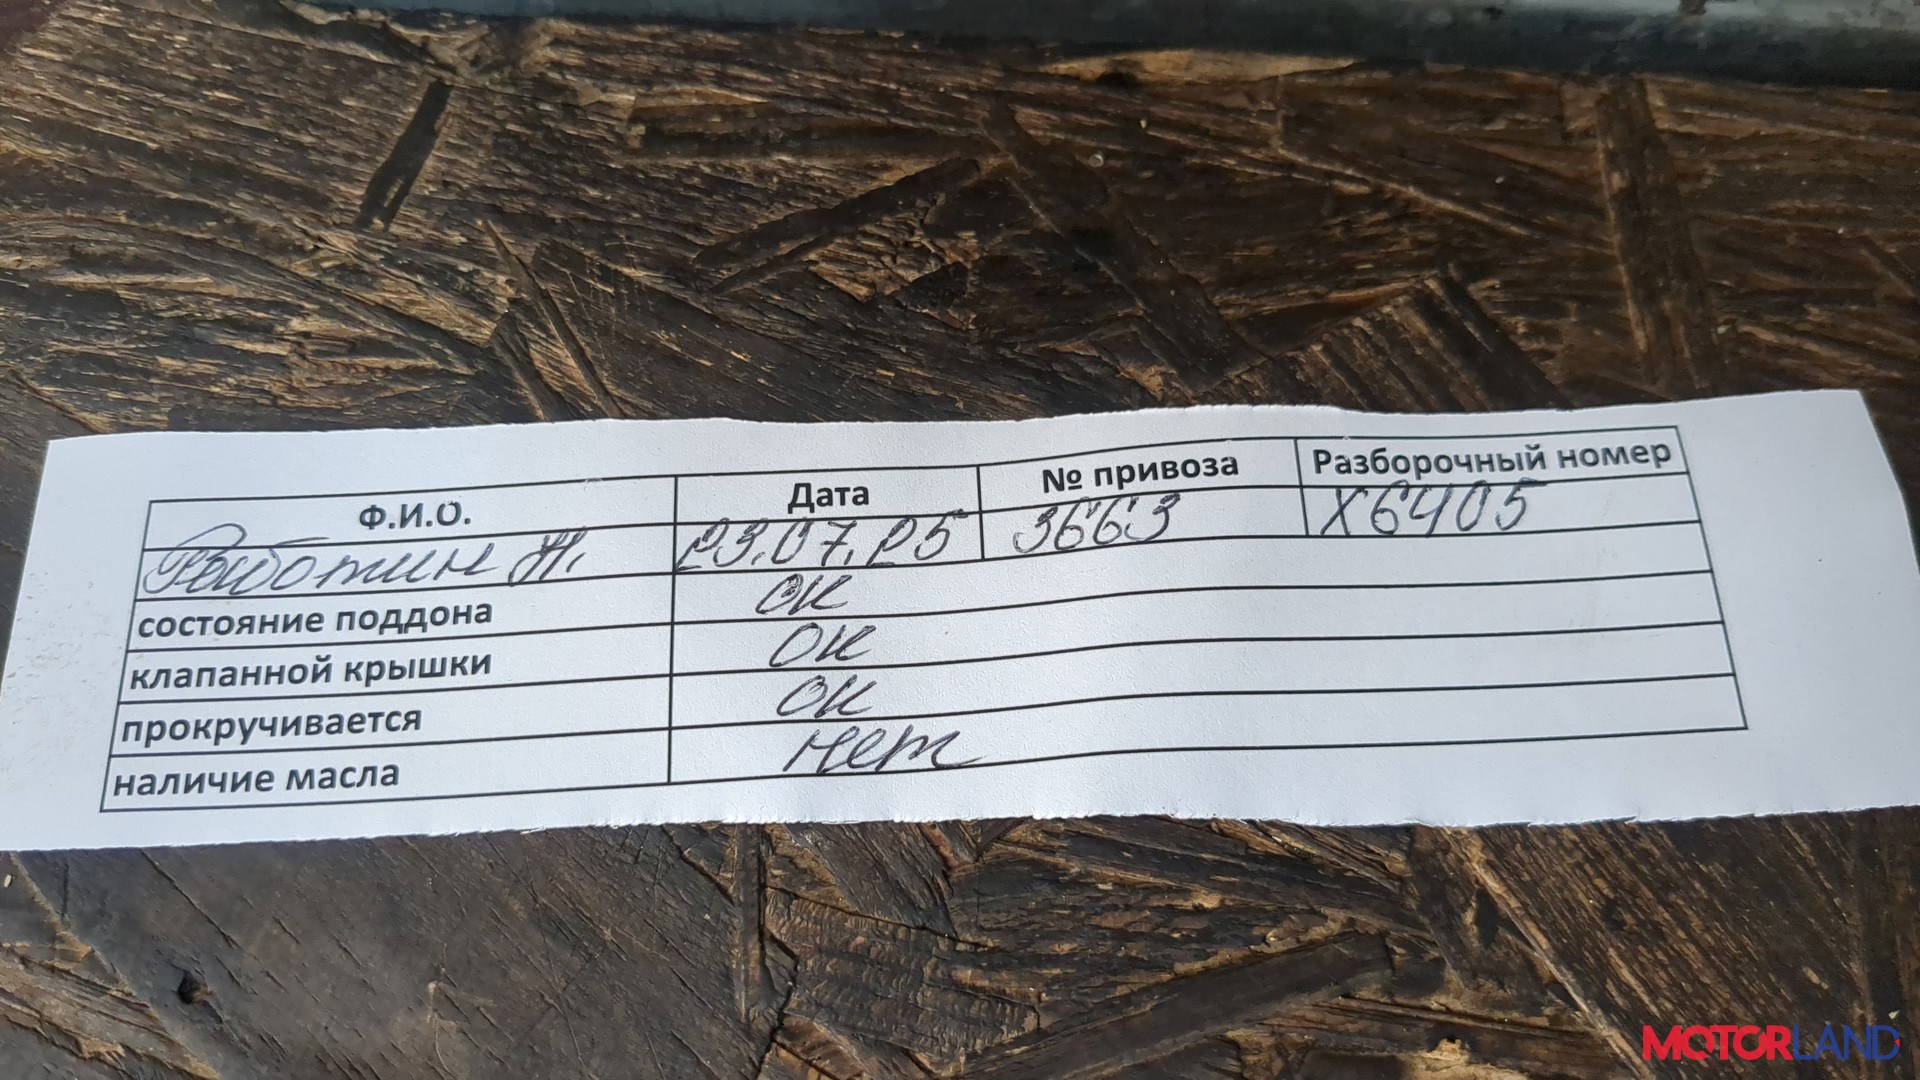 Ф.И.О. Дата № привоза Разборочный номер
23.07.25 3663 X6405
состояние поддона ОК
клапанной крышки ОК
прокручивается ОК
наличие масла нет
MOTORLAND